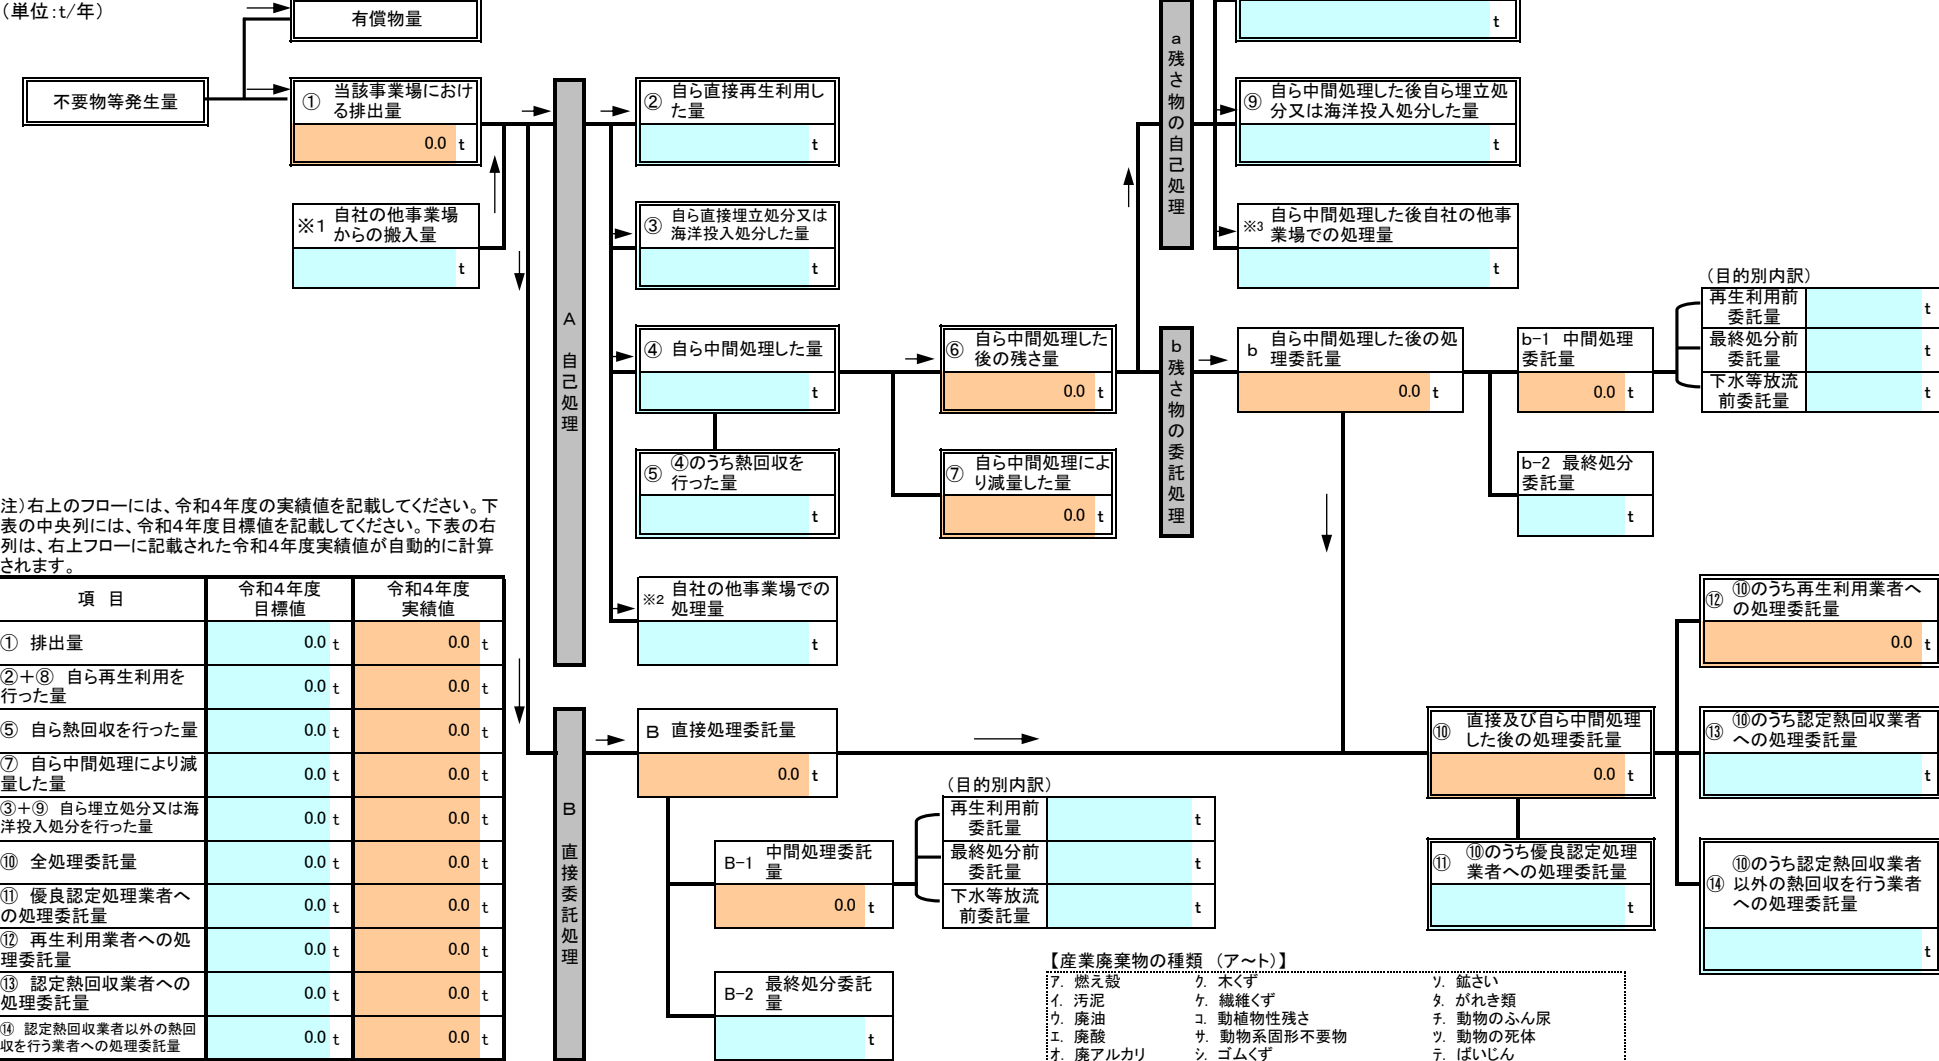 (単位:t/年)
有償物量
不要物等発生量
① 当該事業場におけ
る排出量
0.0 t
※1 自社の他事業場
からの搬入量
t
A 自己処理
② 自ら直接再生利用し
た量
t
③ 自ら直接埋立処分又は
海洋投入処分した量
t
④ 自ら中間処理した量
t
⑤ ④のうち熱回収を
行った量
t
※2 自社の他事業場での
処理量
t
⑥ 自ら中間処理した
後の残さ量
0.0 t
⑦ 自ら中間処理によ
り減量した量
0.0 t
a 残さ物の自己処理
t
⑨ 自ら中間処理した後自ら埋立処
分又は海洋投入処分した量
t
※3 自ら中間処理した後自社の他事
業場での処理量
t
b 残さ物の委託処理
b 自ら中間処理した後の処
理委託量
0.0 t
b-1 中間処理
委託量
0.0 t
b-2 最終処分
委託量
t
(目的別内訳)
再生利用前
委託量
t
最終処分前
委託量
t
下水等放流
前委託量
t
注)右上のフローには、令和4年度の実績値を記載してください。下
表の中央列には、令和4年度目標値を記載してください。下表の右
列は、右上フローに記載された令和4年度実績値が自動的に計算
されます。
項 目
令和4年度
目標値
令和4年度
実績値
① 排出量
0.0 t 0.0 t
②+⑧ 自ら再生利用を
行った量
0.0 t 0.0 t
⑤ 自ら熱回収を行った量
0.0 t 0.0 t
⑦ 自ら中間処理により減
量した量
0.0 t 0.0 t
③+⑨ 自ら埋立処分又は海
洋投入処分を行った量
0.0 t 0.0 t
⑩ 全処理委託量
0.0 t 0.0 t
⑪ 優良認定処理業者へ
の処理委託量
0.0 t 0.0 t
⑫ 再生利用業者への処
理委託量
0.0 t 0.0 t
⑬ 認定熱回収業者への
処理委託量
0.0 t 0.0 t
⑭ 認定熱回収業者以外の熱回
収を行う業者への処理委託量
0.0 t 0.0 t
B 直接委託処理
B 直接処理委託量
0.0 t
B-1 中間処理委託
量
0.0 t
B-2 最終処分委託
量
t
(目的別内訳)
再生利用前
委託量
t
最終処分前
委託量
t
下水等放流
前委託量
t
⑩ 直接及び自ら中間処理
した後の処理委託量
0.0 t
⑪ ⑩のうち優良認定処理
業者への処理委託量
t
⑫ ⑩のうち再生利用業者へ
の処理委託量
0.0 t
⑬ ⑩のうち認定熱回収業者
への処理委託量
t
⑭ ⑩のうち認定熱回収業者
以外の熱回収を行う業者
への処理委託量
t
【産業廃棄物の種類 (ア~ト)】
ア. 燃え殻 ク. 木くず ソ. 鉱さい
イ. 汚泥 ケ. 繊維くず タ. がれき類
ウ. 廃油 コ. 動植物性残さ チ. 動物のふん尿
エ. 廃酸 サ. 動物系固形不要物 ツ. 動物の死体
オ. 廃アルカリ シ. ゴムくず テ. ばいじん